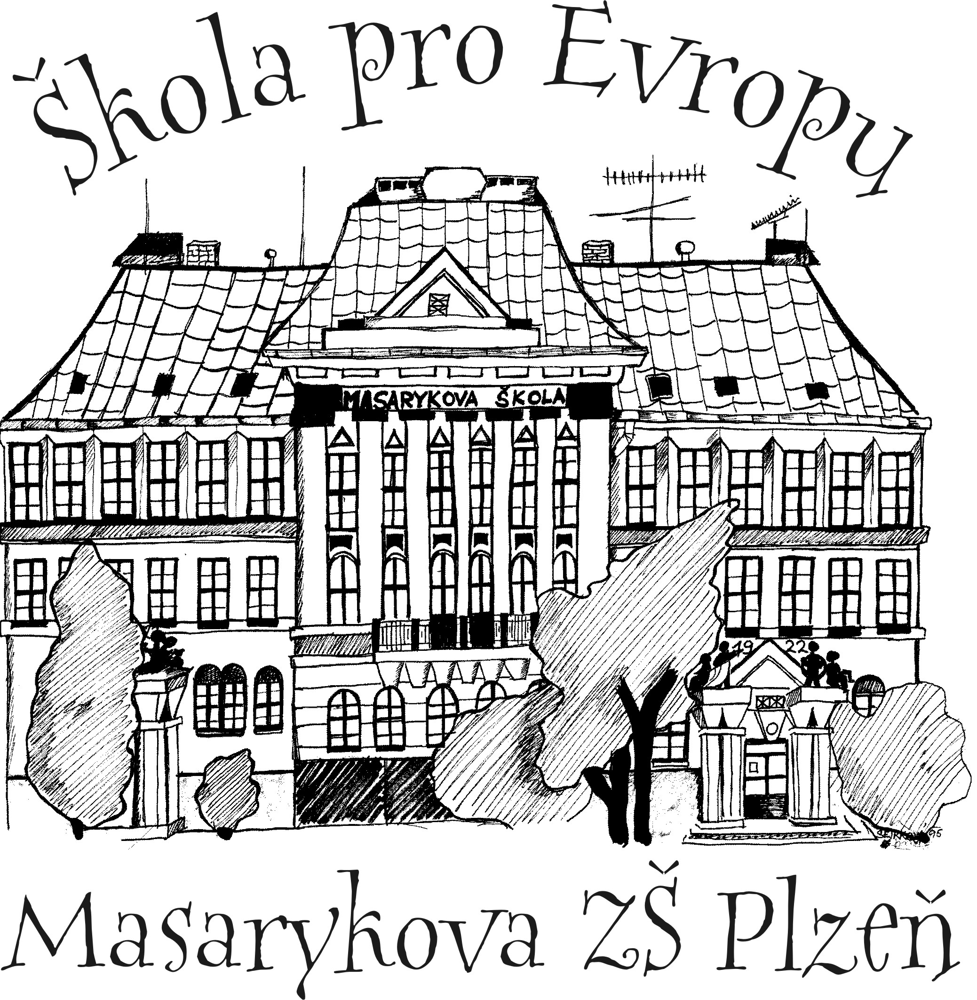 Škola pro Evropu
MASARYKOVA ŠKOLA
19 22
Masarykova ZŠ Plzeň